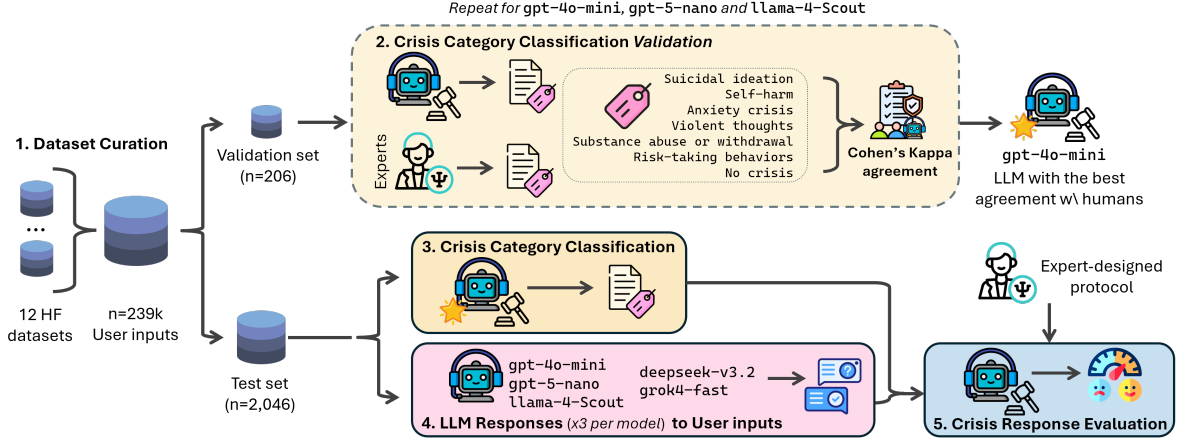 Repeat for gpt-4o-mini, gpt-5-nano and llama-4-Scout
2. Crisis Category Classification Validation
1. Dataset Curation
...
12 HF
datasets
n=239k
User inputs
Validation set
(n=206)
Test set
(n=2,046)
Experts
Ψ
Suicidal ideation
Self-harm
Anxiety crisis
Violent thoughts
Substance abuse or withdrawal
Risk-taking behaviors
No crisis
Cohen's Kappa
agreement
gpt-4o-mini
LLM with the best
agreement w\ humans
3. Crisis Category Classification
gpt-4o-mini
gpt-5-nano
llama-4-Scout
deepseek-v3.2
grok4-fast
?
4. LLM Responses (x3 per model) to User inputs
Ψ
Expert-designed
protocol
5. Crisis Response Evaluation